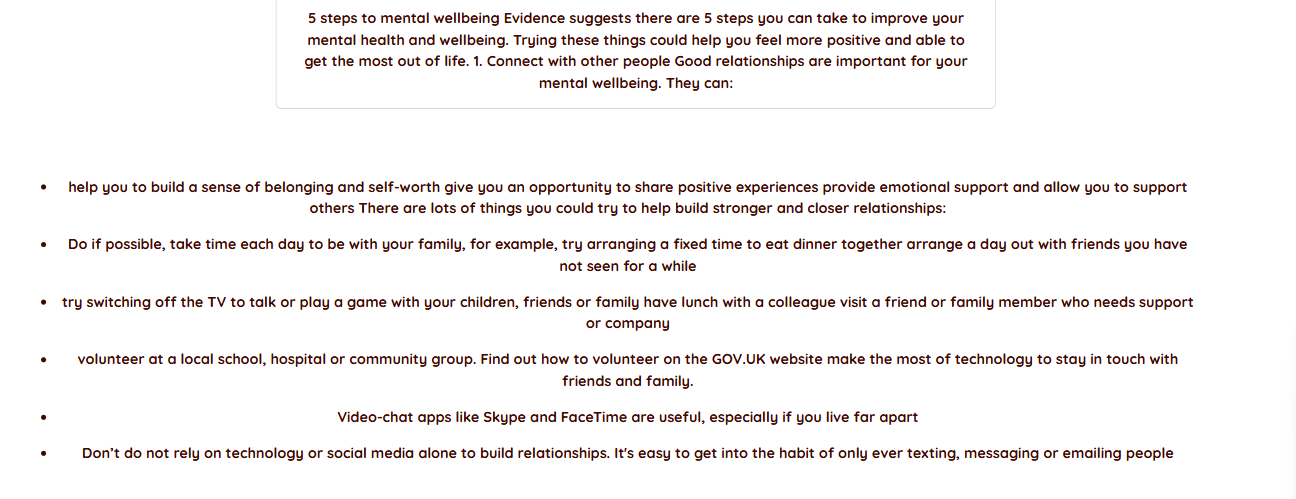 5 steps to mental wellbeing Evidence suggests there are 5 steps you can take to improve your
mental health and wellbeing. Trying these things could help you feel more positive and able to
get the most out of life. 1. Connect with other people Good relationships are important for your
mental wellbeing. They can:
• help you to build a sense of belonging and self-worth give you an opportunity to share positive experiences provide emotional support and allow you to support
others There are lots of things you could try to help build stronger and closer relationships:
• Do if possible, take time each day to be with your family, for example, try arranging a fixed time to eat dinner together arrange a day out with friends you have
not seen for a while
• try switching off the TV to talk or play a game with your children, friends or family have lunch with a colleague visit a friend or family member who needs support
or company
• volunteer at a local school, hospital or community group. Find out how to volunteer on the GOV.UK website make the most of technology to stay in touch with
friends and family.
• Video-chat apps like Skype and FaceTime are useful, especially if you live far apart
• Don’t do not rely on technology or social media alone to build relationships. It's easy to get into the habit of only ever texting, messaging or emailing people